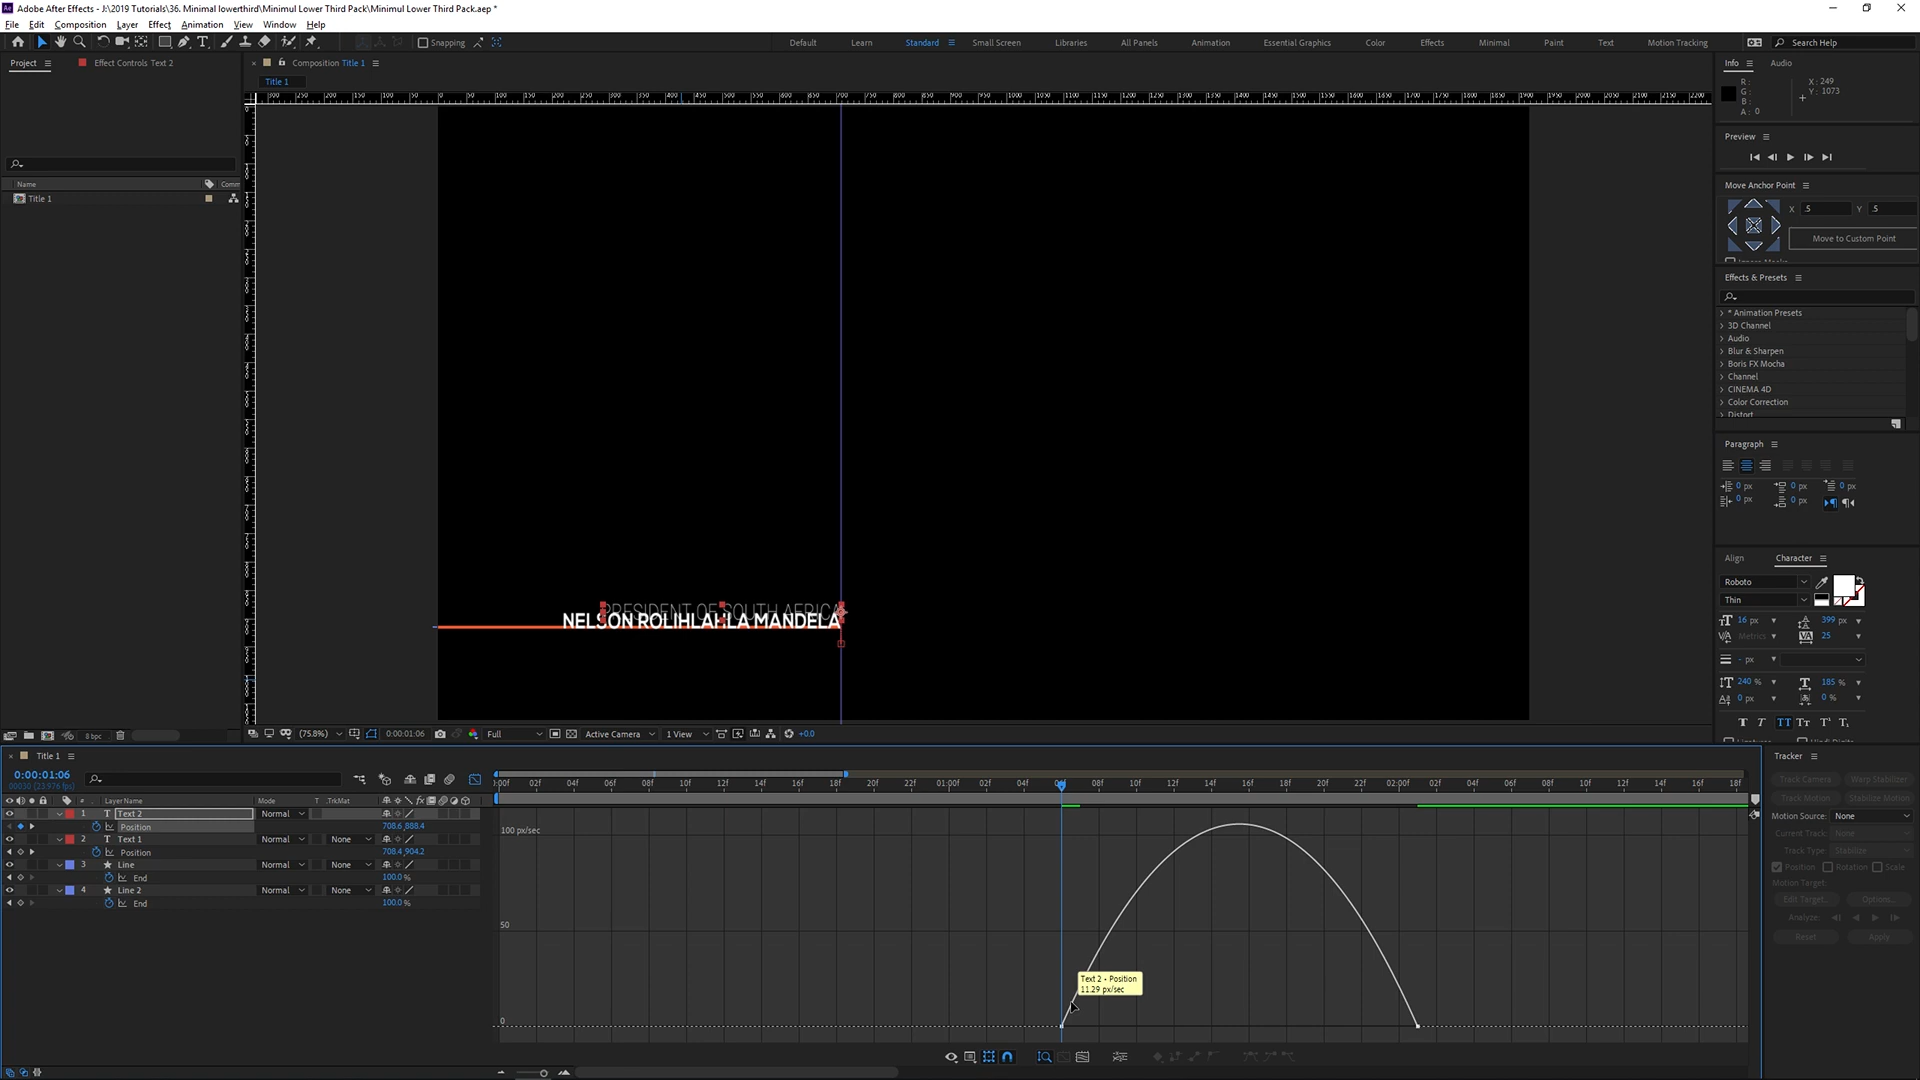 Adobe After Effects - J:\2019 Tutorials\36. Minimal lowerthird\Minimul Lower Third Pack\Minimul Lower Third Pack.aep *
File Edit Composition Layer Effect Animation View Window Help
Snapping
Default Learn Standard Small Screen Libraries All Panels Animation Essential Graphics Color Effects Minimal Paint Text Motion Tracking Search Help
Project Effect Controls Text 2
Composition Title 1
Info Audio
Title 1
R: X: 249
G: Y: 1073
B:
A: 0
Preview
Name Comm
Title 1
Move Anchor Point
X .5 Y .5
Move to Custom Point
Effects & Presets
* Animation Presets
3D Channel
Audio
Blur & Sharpen
Boris FX Mocha
Channel
CINEMA 4D
Color Correction
Distort
Paragraph
0 px 0 px 0 px
0 px 0 px
Align Character
Roboto
Thin
16 px 399 px
Metrics 25
- px
240 % 185 %
0 px 0 %
PRESIDENT OF SOUTH AFRICA
NELSON ROLIHLAHLA MANDELA
8 bpc
(75.8%) 0:00:01:06 Full Active Camera 1 View +0.0
Title 1
0:00:01:06
00030 (23.976 fps)
Layer Name Mode T .TrkMat
1 Text 2 Normal
Position 708.6,888.4
2 Text 1 Normal None
Position 708.4,904.2
3 Line Normal None
End 100.0%
4 Line 2 Normal None
End 100.0%
100 px/sec
50
0
Text 2 - Position
11.29 px/sec
Tracker
Track Camera Warp Stabilizer
Track Motion Stabilize Motion
Motion Source: None
Current Track: None
Track Type: Stabilize
Position Rotation Scale
Motion Target:
Edit Target... Options...
Analyze:
Reset Apply